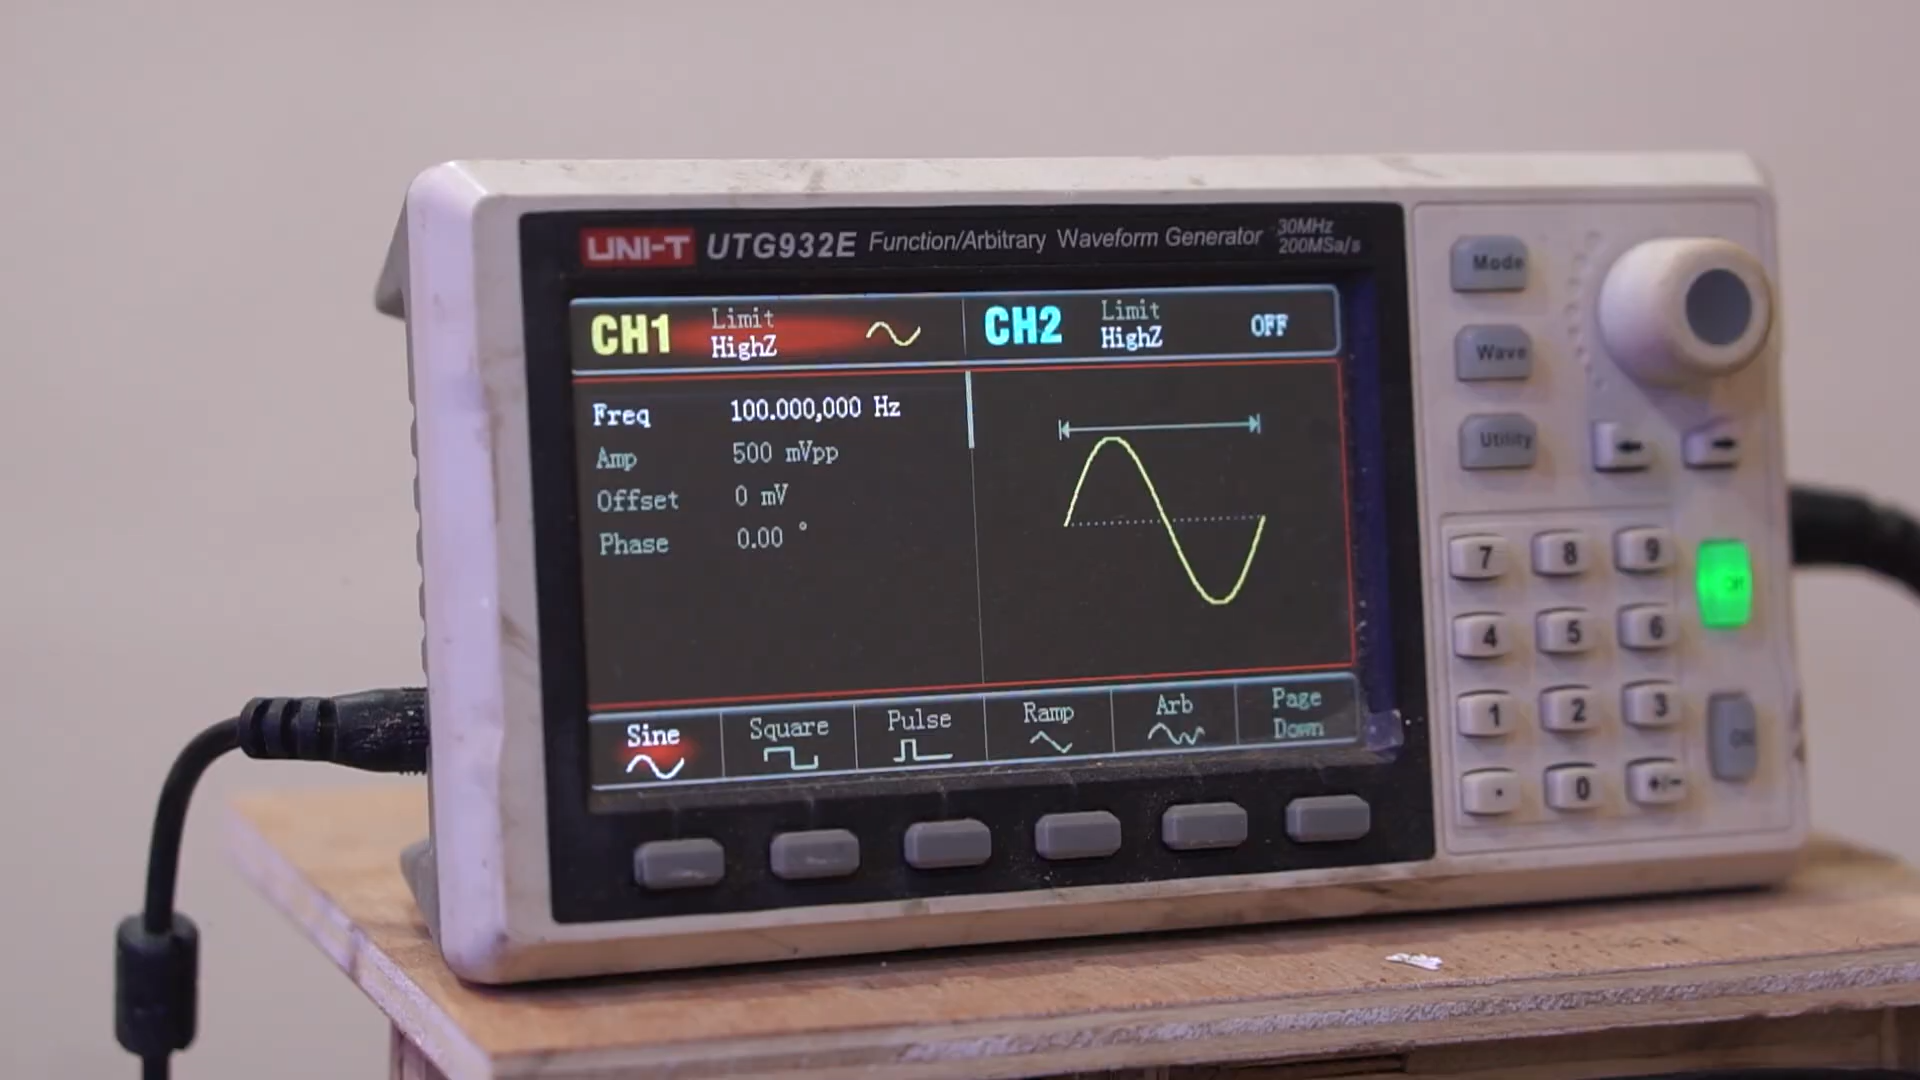 UNI-T UTG932E Function/Arbitrary Waveform Generator 30MHz
200MSa/s
CH1 Limit
HighZ
CH2 Limit
HighZ
OFF
Freq 100.000,000 Hz
Amp 500 mVpp
Offset 0 mV
Phase 0.00 °
Sine
Square
Pulse
Ramp
Arb
Page
Down
Mode
Wave
Utility
7 8 9
4 5 6
1 2 3
. 0 +/-